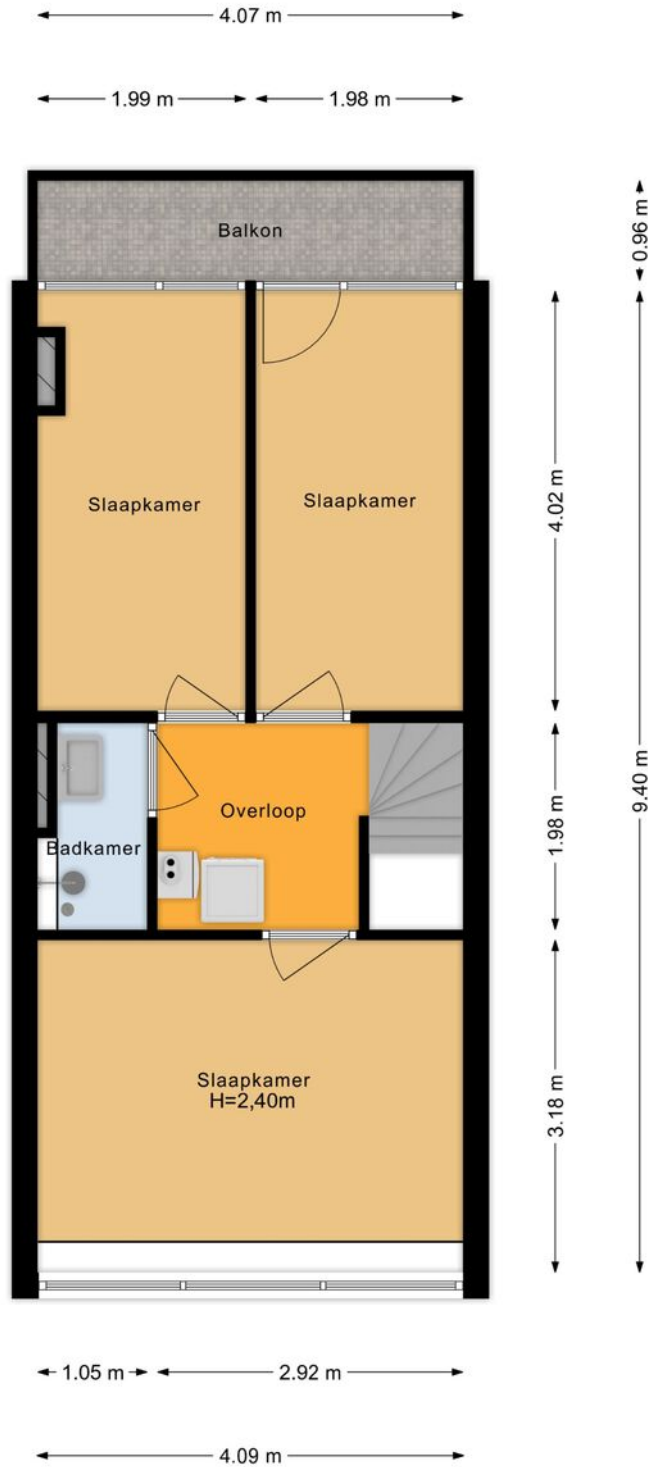 4.07 m
1.99 m
1.98 m
Balkon
0.96 m
Slaapkamer
Slaapkamer
4.02 m
9.40 m
Overloop
Badkamer
1.98 m
Slaapkamer
H=2,40m
3.18 m
1.05 m
2.92 m
4.09 m